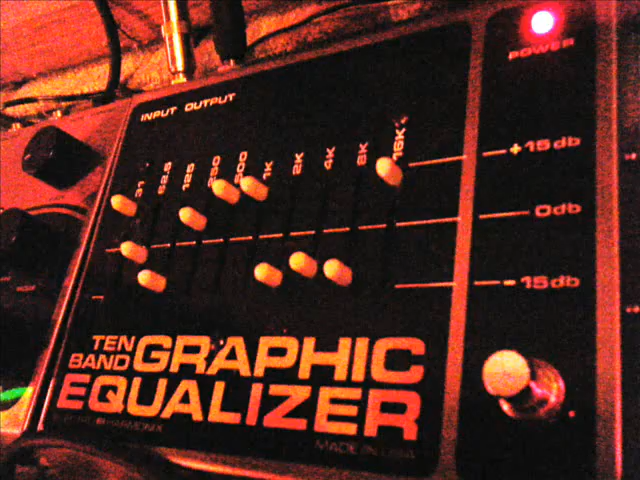 POWER
INPUT OUTPUT
31 62.5 125 250 500 1K 2K 4K 8K 16K
+15db
0db
-15db
TEN
BAND GRAPHIC
EQUALIZER
MADE IN USA